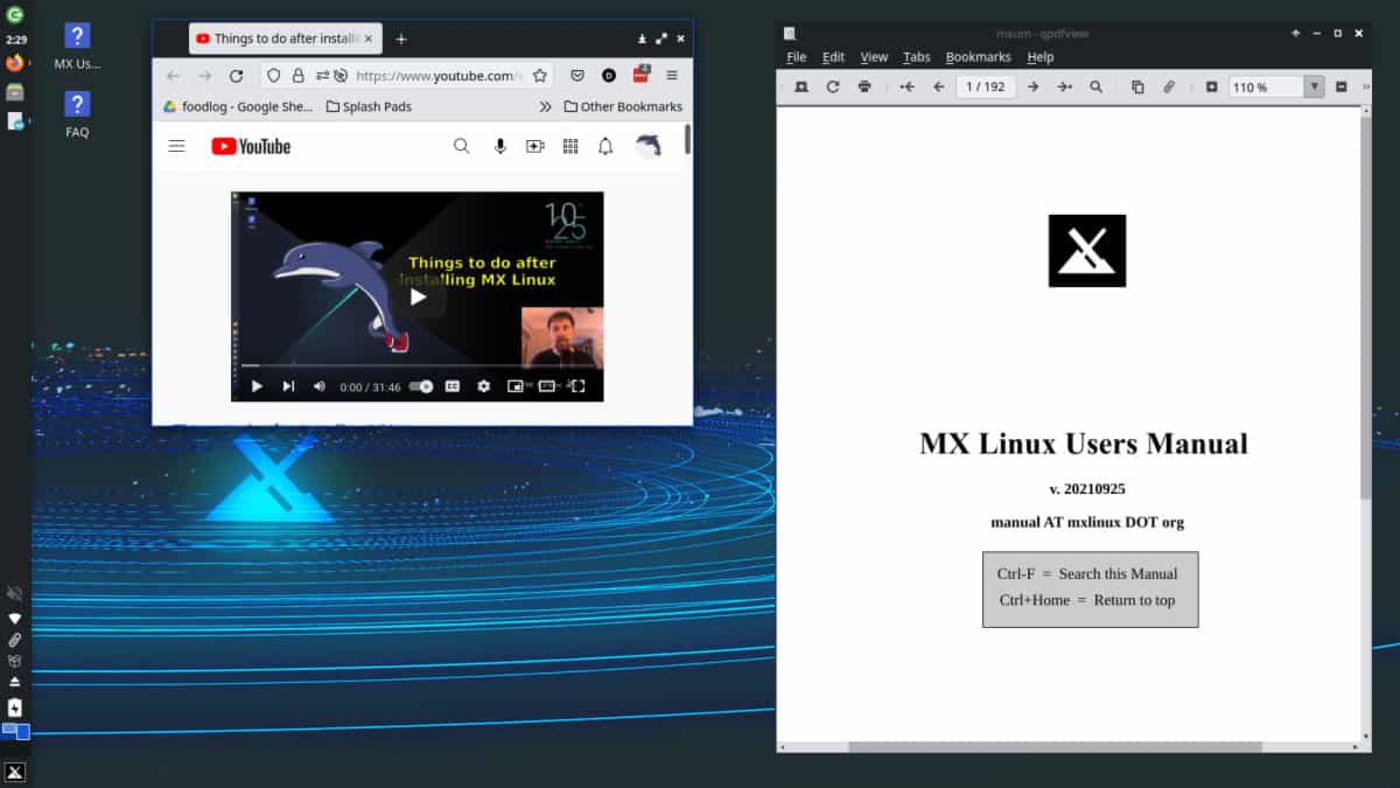 2:29
MX Us...
FAQ
Things to do after install
https://www.youtube.com/
4
foodlog - Google She...
Splash Pads
Other Bookmarks
YouTube
10
25
Things to do after
installing MX Linux
0:00 / 31:46
CC
mxum - qpdfview
File Edit View Tabs Bookmarks Help
1 / 192
110 %
MX Linux Users Manual
v. 20210925
manual AT mxlinux DOT org
Ctrl-F = Search this Manual
Ctrl+Home = Return to top